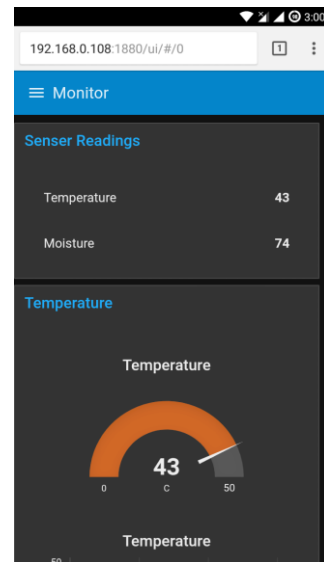 3:00
192.168.0.108:1880/ui/#/0
1
Monitor
Senser Readings
Temperature 43
Moisture 74
Temperature
Temperature
43
0 C 50
Temperature
50